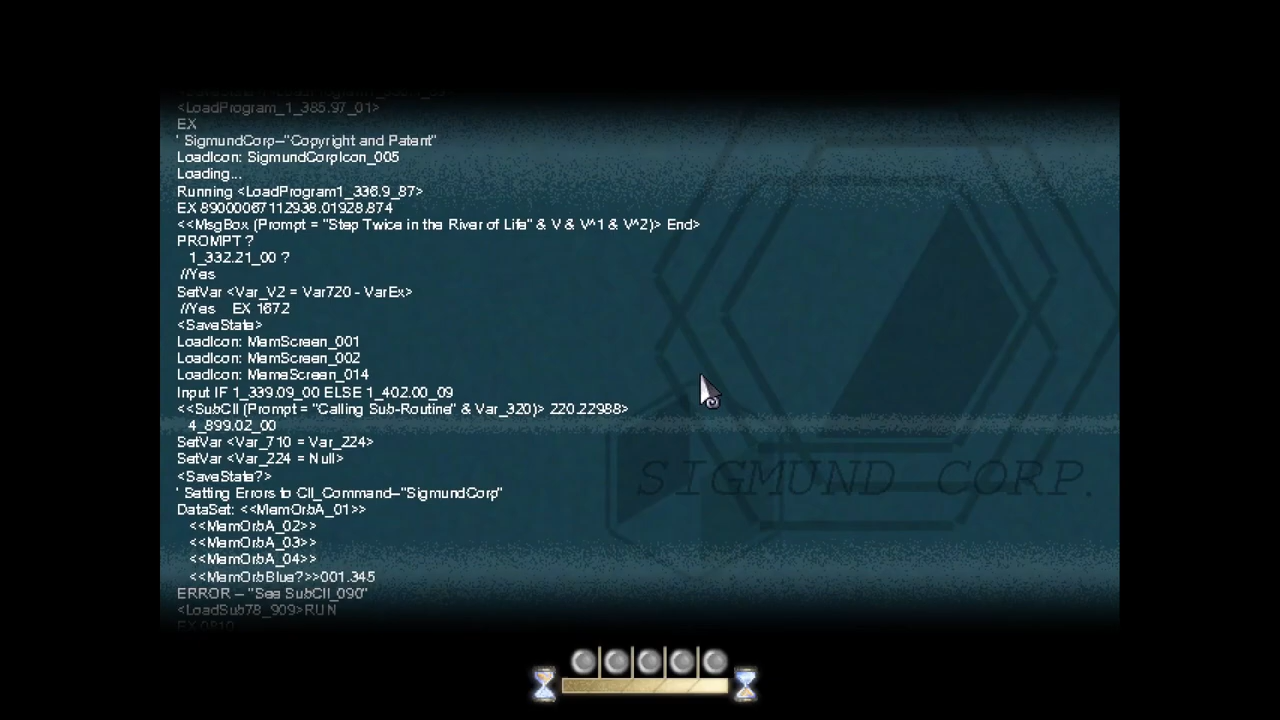 <LoadProgram_1_385.97_01>
EX
' SigmundCorp--"Copyright and Patent"
LoadIcon: SigmundCorpIcon_005
Loading...
Running <LoadProgram1_336.9_87>
EX 89000067112938.01928.874
<<MsgBox (Prompt = "Step Twice in the River of Life" & V & V^1 & V^2)> End>
PROMPT ?
1_332.21_00 ?
//Yes
SetVar <Var_V2 = Var720 - VarEx>
//Yes    EX 1672
<SaveState>
LoadIcon: MemScreen_001
LoadIcon: MemScreen_002
LoadIcon: MemeScreen_014
Input IF 1_339.09_00 ELSE 1_402.00_09
<<SubCll (Prompt = "Calling Sub-Routine" & Var_320)> 220.22988>
4_899.02_00
SetVar <Var_710 = Var_224>
SetVar <Var_224 = Null>
<SaveState?>
' Setting Errors to Cll_Command--"SigmundCorp"
DataSet: <<MemOrbA_01>>
<<MemOrbA_02>>
<<MemOrbA_03>>
<<MemOrbA_04>>
<<MemOrbBlue?>>001.345
ERROR -- "See SubCll_090"
<LoadSub78_909>RUN
EX 0810
SIGMUND CORP.